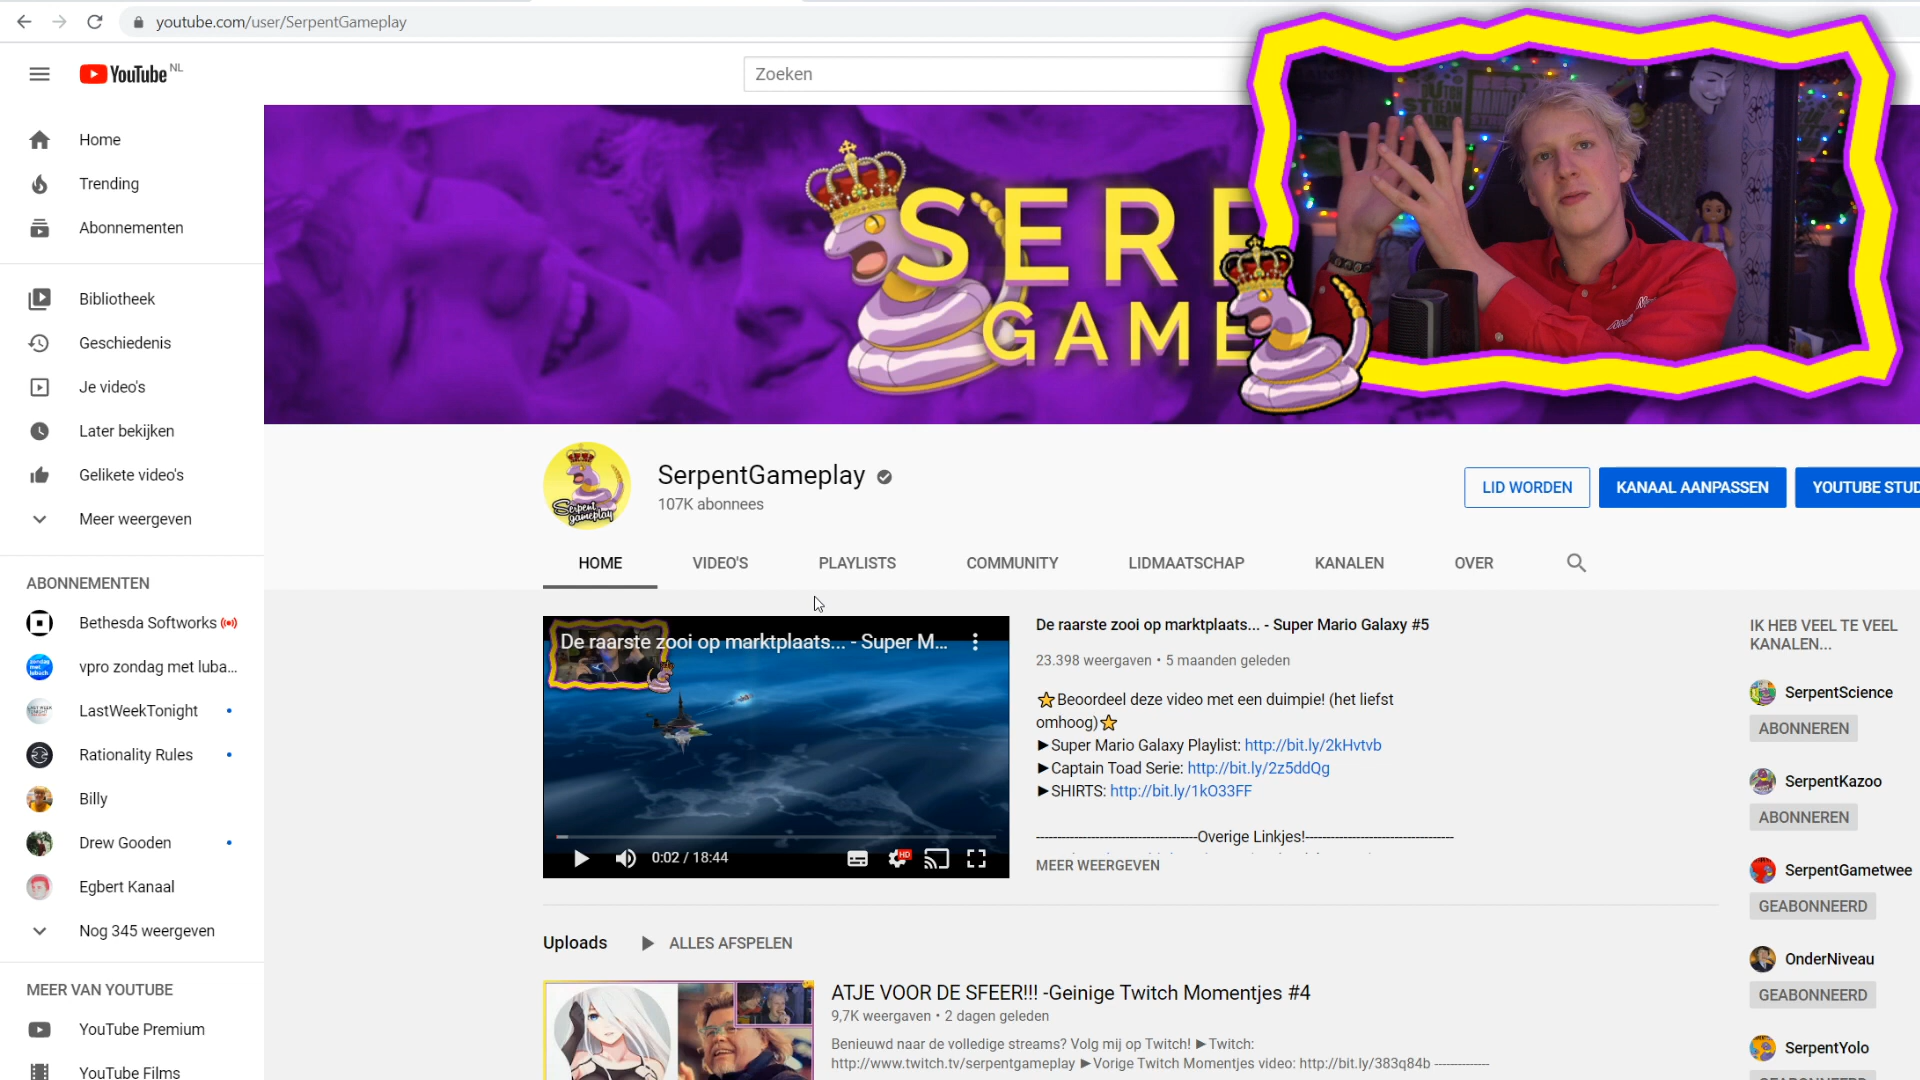 youtube.com/user/SerpentGameplay
YouTube NL
Zoeken
Home
Trending
Abonnementen
Bibliotheek
Geschiedenis
Je video's
Later bekijken
Gelikete video's
Meer weergeven
ABONNEMENTEN
Bethesda Softworks
vpro zondag met luba...
LastWeekTonight
Rationality Rules
Billy
Drew Gooden
Egbert Kanaal
Nog 345 weergeven
MEER VAN YOUTUBE
YouTube Premium
YouTube Films
SERP
GAME
Serpent
gameplay
SerpentGameplay
107K abonnees
LID WORDEN
KANAAL AANPASSEN
YOUTUBE STUD
HOME
VIDEO'S
PLAYLISTS
COMMUNITY
LIDMAATSCHAP
KANALEN
OVER
De raarste zooi op marktplaats... - Super M...
0:02 / 18:44
HD
De raarste zooi op marktplaats... - Super Mario Galaxy #5
23.398 weergaven • 5 maanden geleden
⭐Beoordeel deze video met een duimpie! (het liefst
omhoog)⭐
►Super Mario Galaxy Playlist: http://bit.ly/2kHvtvb
►Captain Toad Serie: http://bit.ly/2z5ddQg
►SHIRTS: http://bit.ly/1kO33FF
--------------------------------------Overige Linkjes!-----------------------------------
MEER WEERGEVEN
Uploads
ALLES AFSPELEN
ATJE VOOR DE SFEER!!! -Geinige Twitch Momentjes #4
9,7K weergaven • 2 dagen geleden
Benieuwd naar de volledige streams? Volg mij op Twitch! ►Twitch:
http://www.twitch.tv/serpentgameplay ►Vorige Twitch Momentjes video: http://bit.ly/383q84b -------------
IK HEB VEEL TE VEEL
KANALEN...
SerpentScience
ABONNEREN
SerpentKazoo
ABONNEREN
SerpentGametwee
GEABONNEERD
OnderNiveau
GEABONNEERD
SerpentYolo
GEABONNEERD